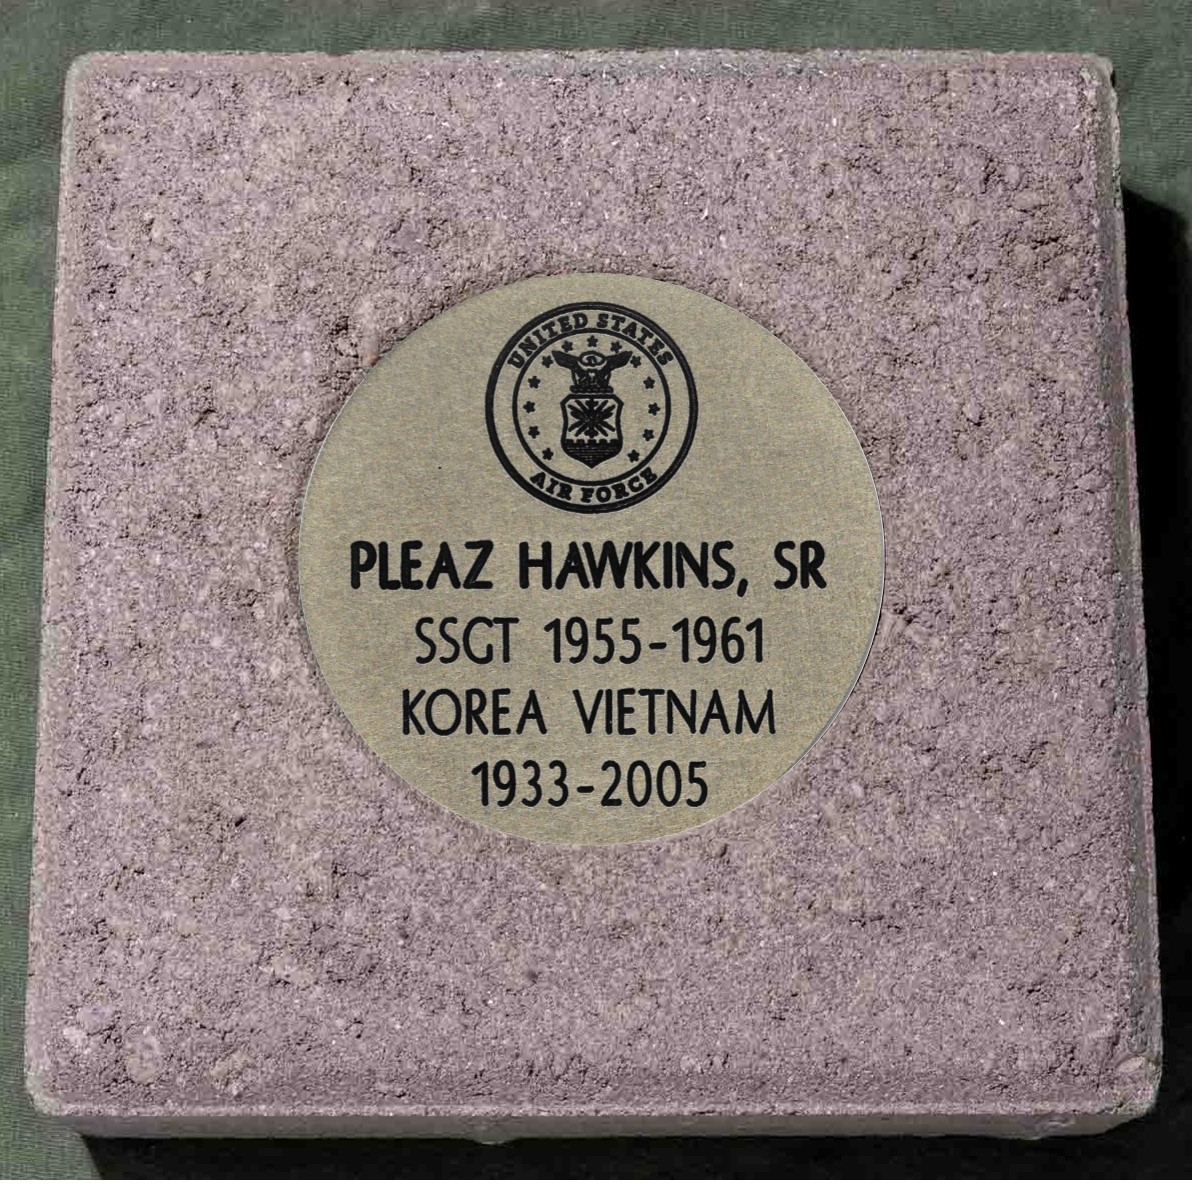 UNITED STATES
AIR FORCE
PLEAZ HAWKINS, SR
SSGT 1955-1961
KOREA VIETNAM
1933-2005